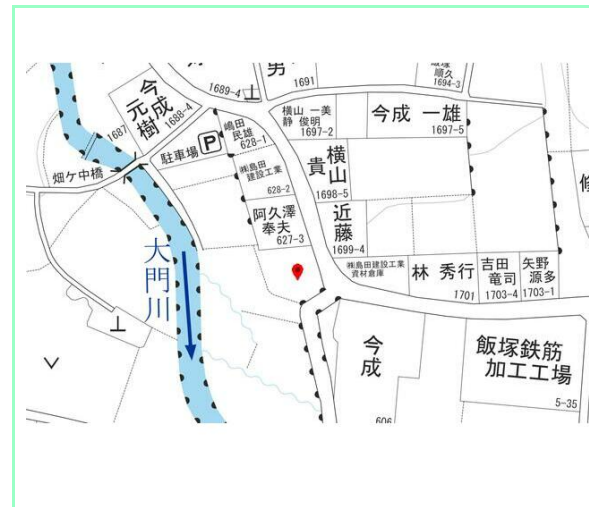 男
1691
飯塚
順久
1694-3
1689-4
今成
元樹
1688-4
1687
嶋田
民雄
628-1
横山 一美
静 俊明
1697-2
今成 一雄
1697-5
畑ケ中橋
駐車場
P
㈱島田
建設工業
628-2
横山
貴
1698-5
阿久澤
奉夫
627-3
近藤
1699-4
大門川
㈱島田建設工業
資材倉庫
林 秀行
1701
吉田
竜司
1703-4
矢野
源多
1703-1
今成
606
飯塚鉄筋
加工工場
5-35